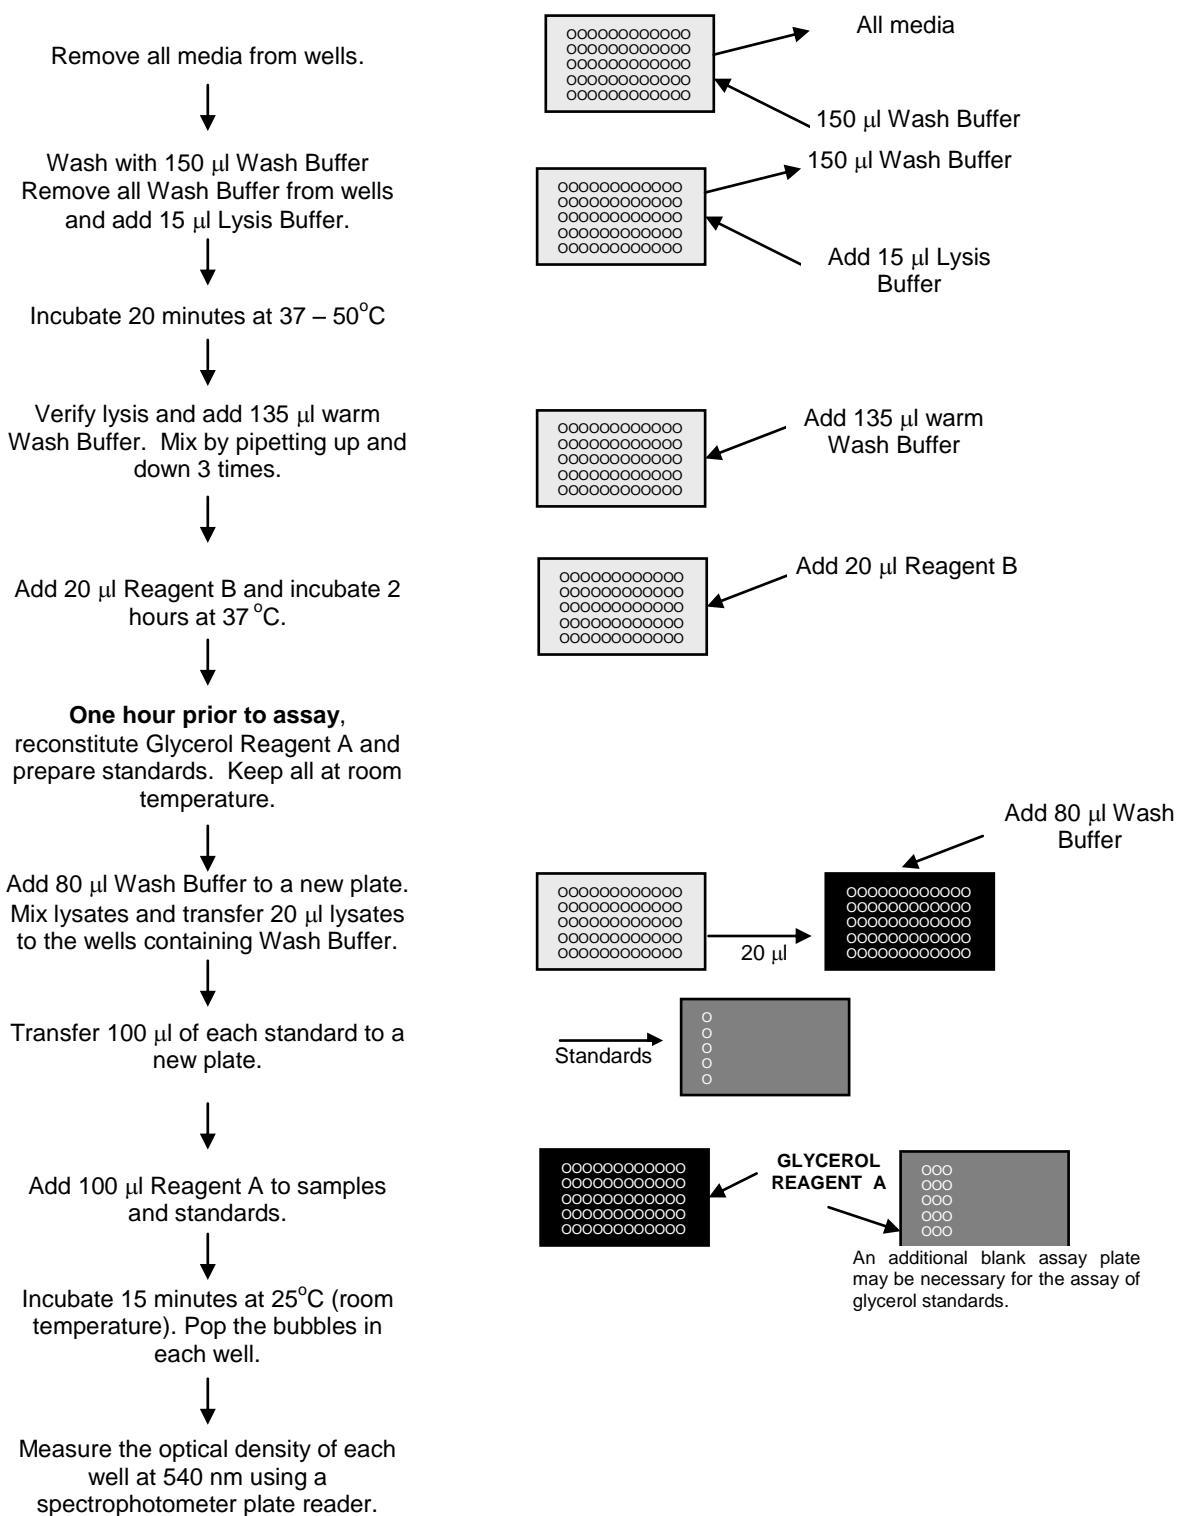 Remove all media from wells.
All media
150 µl Wash Buffer
Wash with 150 µl Wash Buffer
Remove all Wash Buffer from wells
and add 15 µl Lysis Buffer.
150 µl Wash Buffer
Add 15 µl Lysis
Buffer
Incubate 20 minutes at 37 – 50°C
Verify lysis and add 135 µl warm
Wash Buffer. Mix by pipetting up and
down 3 times.
Add 135 µl warm
Wash Buffer
Add 20 µl Reagent B and incubate 2
hours at 37 °C.
Add 20 µl Reagent B
One hour prior to assay,
reconstitute Glycerol Reagent A and
prepare standards. Keep all at room
temperature.
Add 80 µl Wash
Buffer
Add 80 µl Wash Buffer to a new plate.
Mix lysates and transfer 20 µl lysates
to the wells containing Wash Buffer.
20 µl
Transfer 100 µl of each standard to a
new plate.
Standards
Add 100 µl Reagent A to samples
and standards.
GLYCEROL
REAGENT A
An additional blank assay plate
may be necessary for the assay of
glycerol standards.
Incubate 15 minutes at 25°C (room
temperature). Pop the bubbles in
each well.
Measure the optical density of each
well at 540 nm using a
spectrophotometer plate reader.